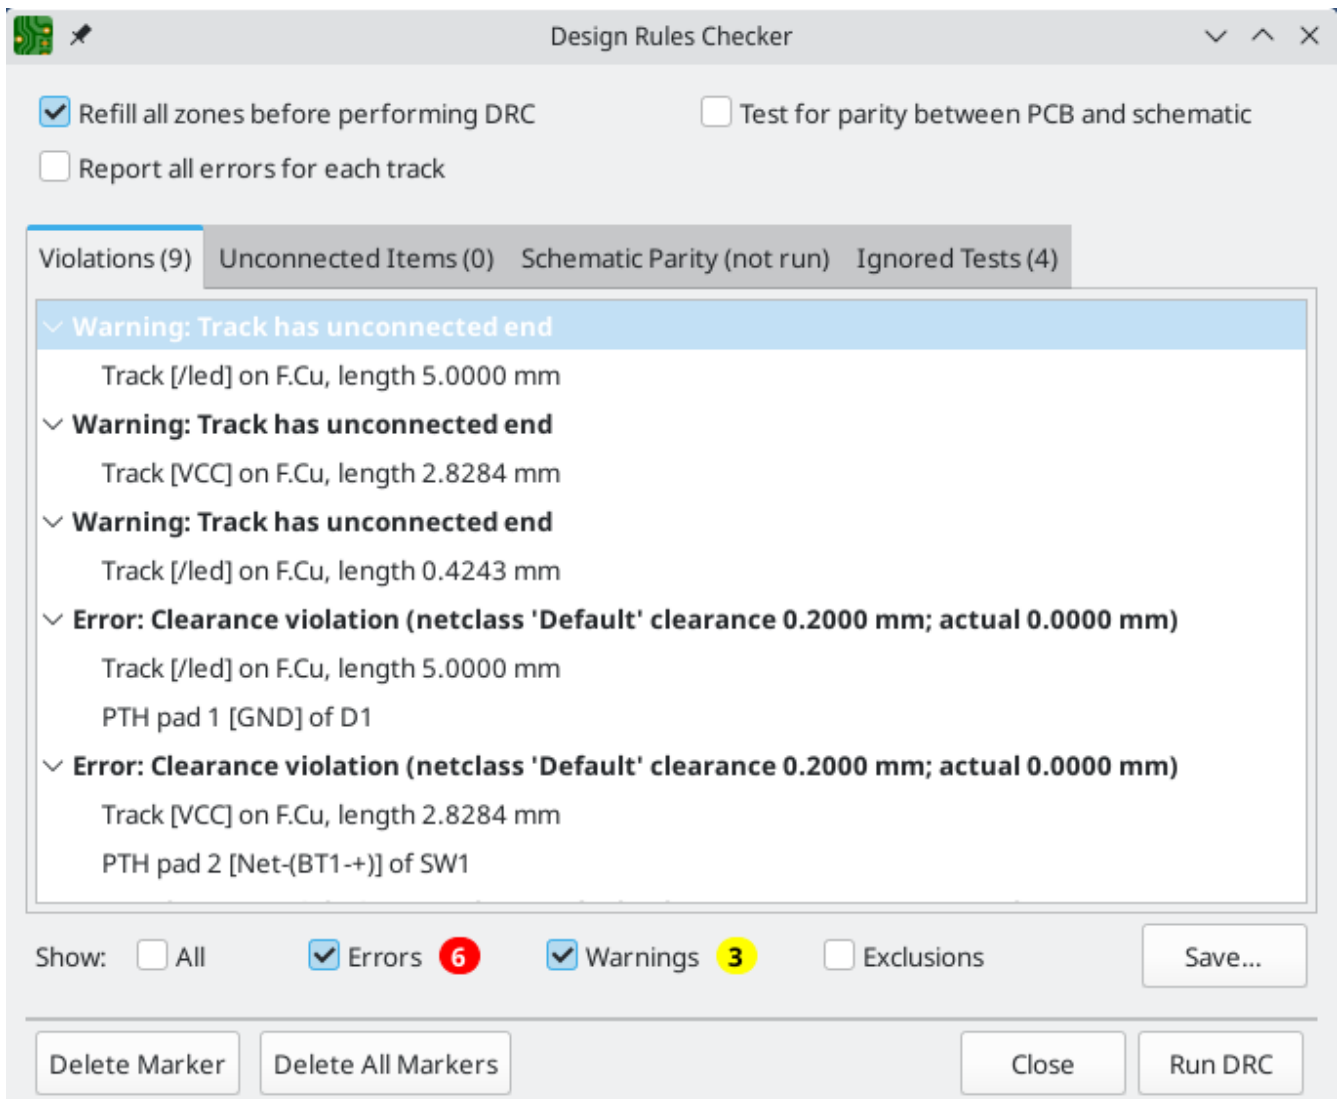 Design Rules Checker
Refill all zones before performing DRC
Test for parity between PCB and schematic
Report all errors for each track
Violations (9) Unconnected Items (0) Schematic Parity (not run) Ignored Tests (4)
Warning: Track has unconnected end
Track [/led] on F.Cu, length 5.0000 mm
Warning: Track has unconnected end
Track [VCC] on F.Cu, length 2.8284 mm
Warning: Track has unconnected end
Track [/led] on F.Cu, length 0.4243 mm
Error: Clearance violation (netclass 'Default' clearance 0.2000 mm; actual 0.0000 mm)
Track [/led] on F.Cu, length 5.0000 mm
PTH pad 1 [GND] of D1
Error: Clearance violation (netclass 'Default' clearance 0.2000 mm; actual 0.0000 mm)
Track [VCC] on F.Cu, length 2.8284 mm
PTH pad 2 [Net-(BT1-+)] of SW1
Show: All Errors 6 Warnings 3 Exclusions Save...
Delete Marker Delete All Markers Close Run DRC